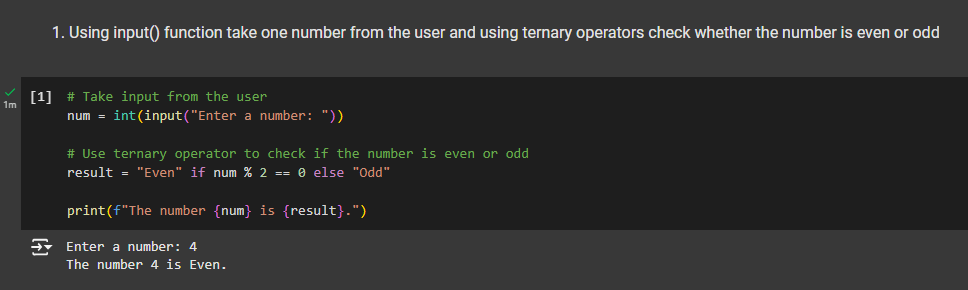 1. Using input() function take one number from the user and using ternary operators check whether the number is even or odd
1m
[1] # Take input from the user
num = int(input("Enter a number: "))
# Use ternary operator to check if the number is even or odd
result = "Even" if num % 2 == 0 else "Odd"
print(f"The number {num} is {result}.")
Enter a number: 4
The number 4 is Even.